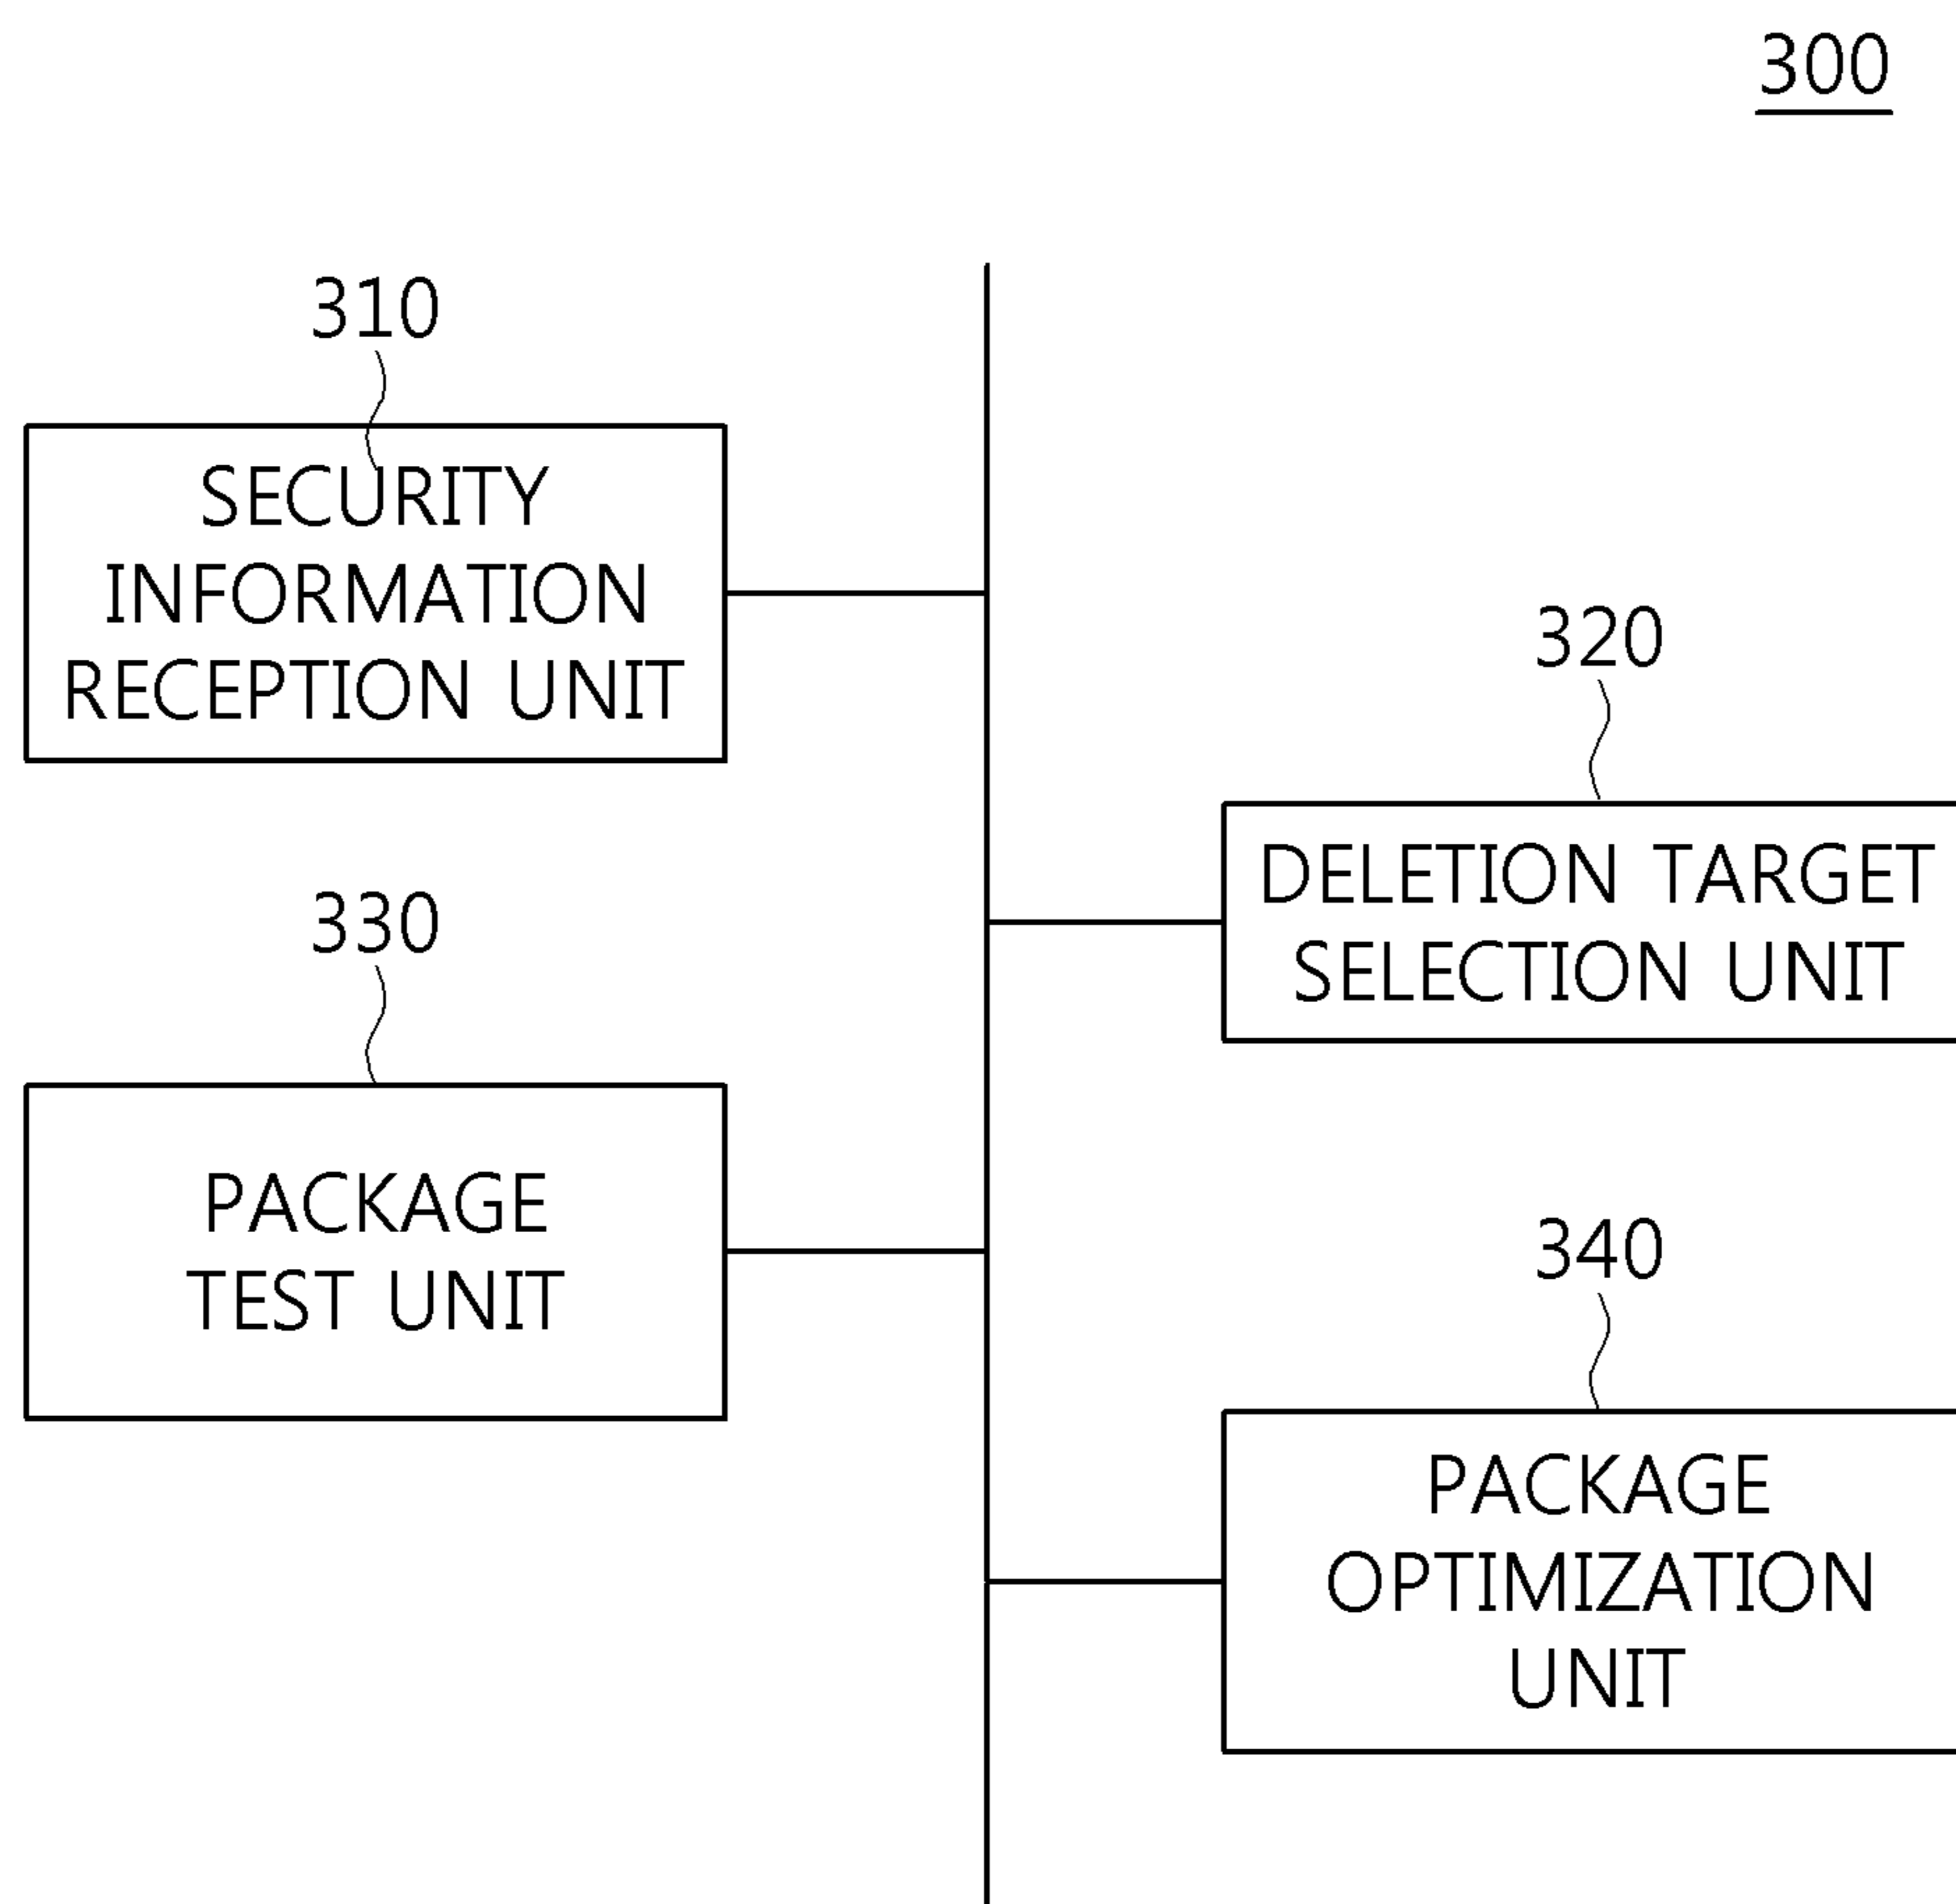 300
310
SECURITY
INFORMATION
RECEPTION UNIT
320
DELETION TARGET
SELECTION UNIT
330
PACKAGE
TEST UNIT
340
PACKAGE
OPTIMIZATION
UNIT